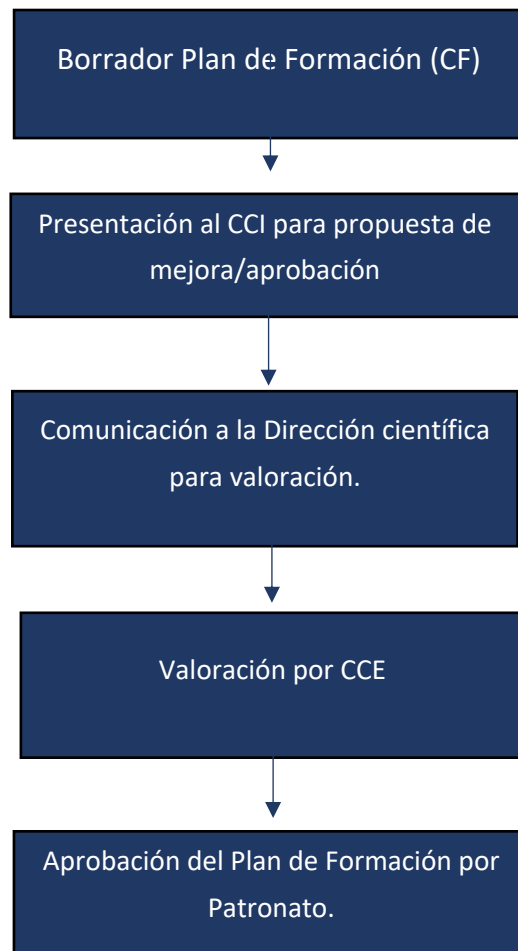 Borrador Plan de Formación (CF)
Presentación al CCI para propuesta de
mejora/aprobación
Comunicación a la Dirección científica
para valoración.
Valoración por CCE
Aprobación del Plan de Formación por
Patronato.